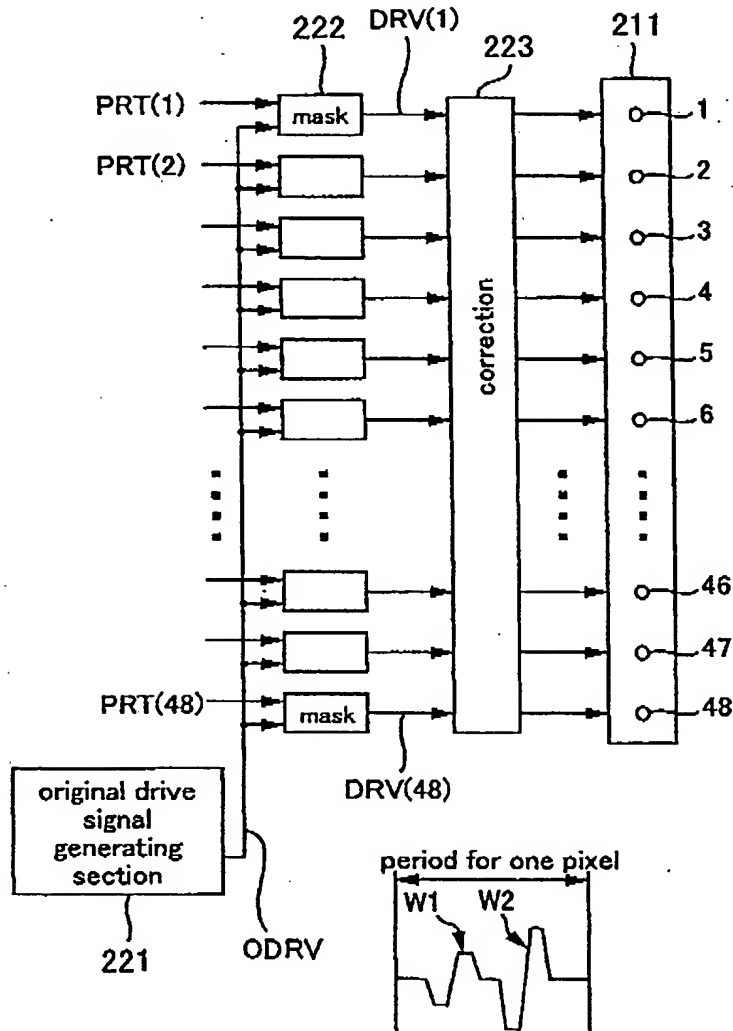 222
DRV(1)
223
211
PRT(1)
mask
1
PRT(2)
2
3
4
correction
5
6
46
47
PRT(48)
mask
48
DRV(48)
original drive
signal
generating
section
221
ODRV
period for one pixel
W1
W2